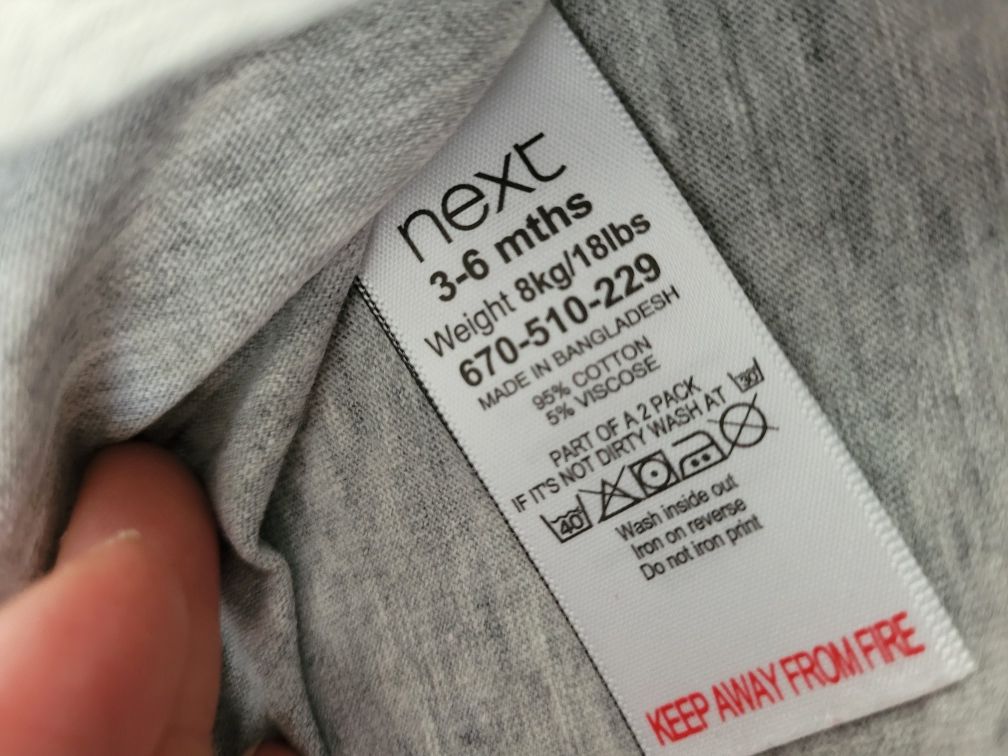 next
3-6 mths
Weight 8kg/18lbs
670-510-229
MADE IN BANGLADESH
95% COTTON
5% VISCOSE
PART OF A 2 PACK
IF IT'S NOT DIRTY WASH AT 30°
40°
Wash inside out
Iron on reverse
Do not iron print
KEEP AWAY FROM FIRE